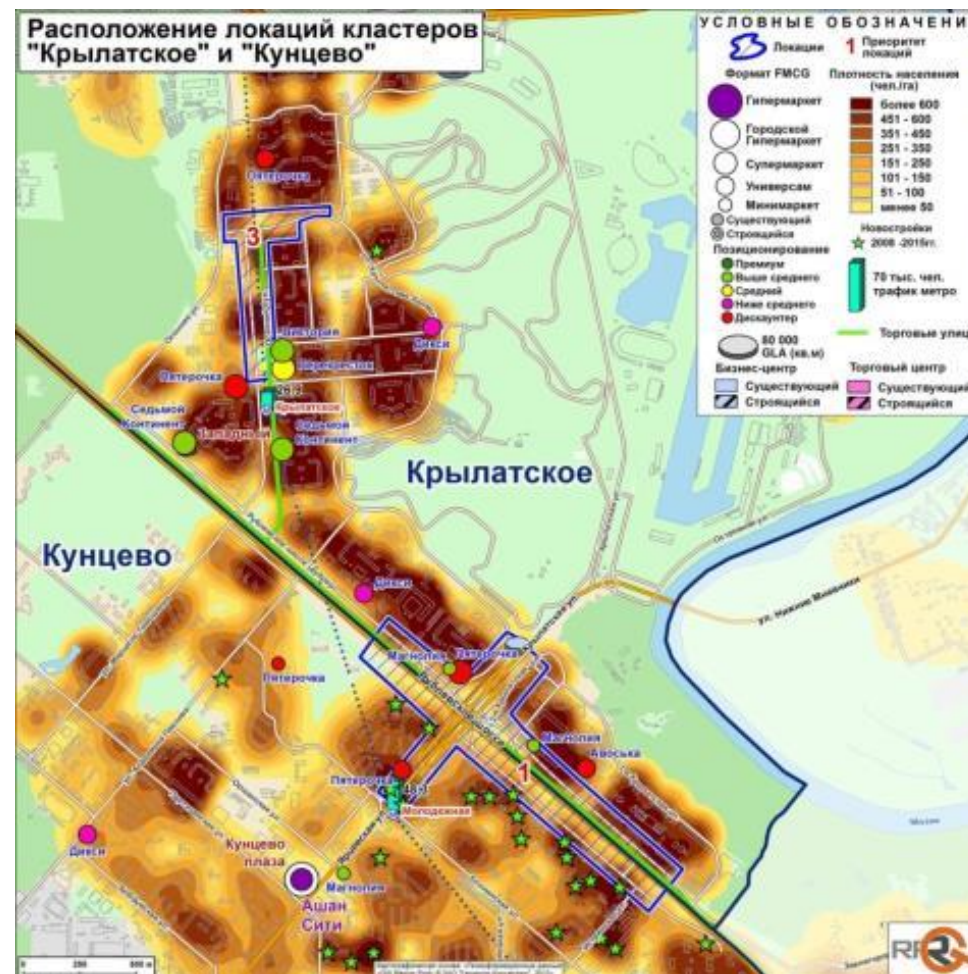 Расположение локаций кластеров
"Крылатское" и "Кунцево"
УСЛОВНЫЕ ОБОЗНАЧЕНИ
Локации
1 Приоритет
локаций
Формат FMCG
Гипермаркет
Городской
Гипермаркет
Супермаркет
Универсам
Минимаркет
Существующий
Строящийся
Позиционирование
Премиум
Выше среднего
Средний
Ниже среднего
Дискаунтер
80 000
GLA (кв.м)
Плотность населения
(чел./га)
более 600
451 - 600
351 - 450
251 - 350
151 - 250
101 - 150
51 - 100
менее 50
Новостройки
2008 -2015гг.
70 тыс. чел.
трафик метро
Торговые улиц
Бизнес-центр
Существующий
Строящийся
Торговый центр
Существующий
Строящийся
Пятерочка
3
Виктория
Перекресток
Дикси
Пятерочка
26.9
Крылатское
Седьмой
Континент
Западный
Седьмой
Континент
Крылатское
Кунцево
Дикси
ул. Нижние Мневники
Магнолия
Пятерочка
Пятерочка
Магнолия
Авоська
1
Пятерочка
Молодежная
Дикси
Кунцево
плаза
Магнолия
Ашан
Сити
RRG